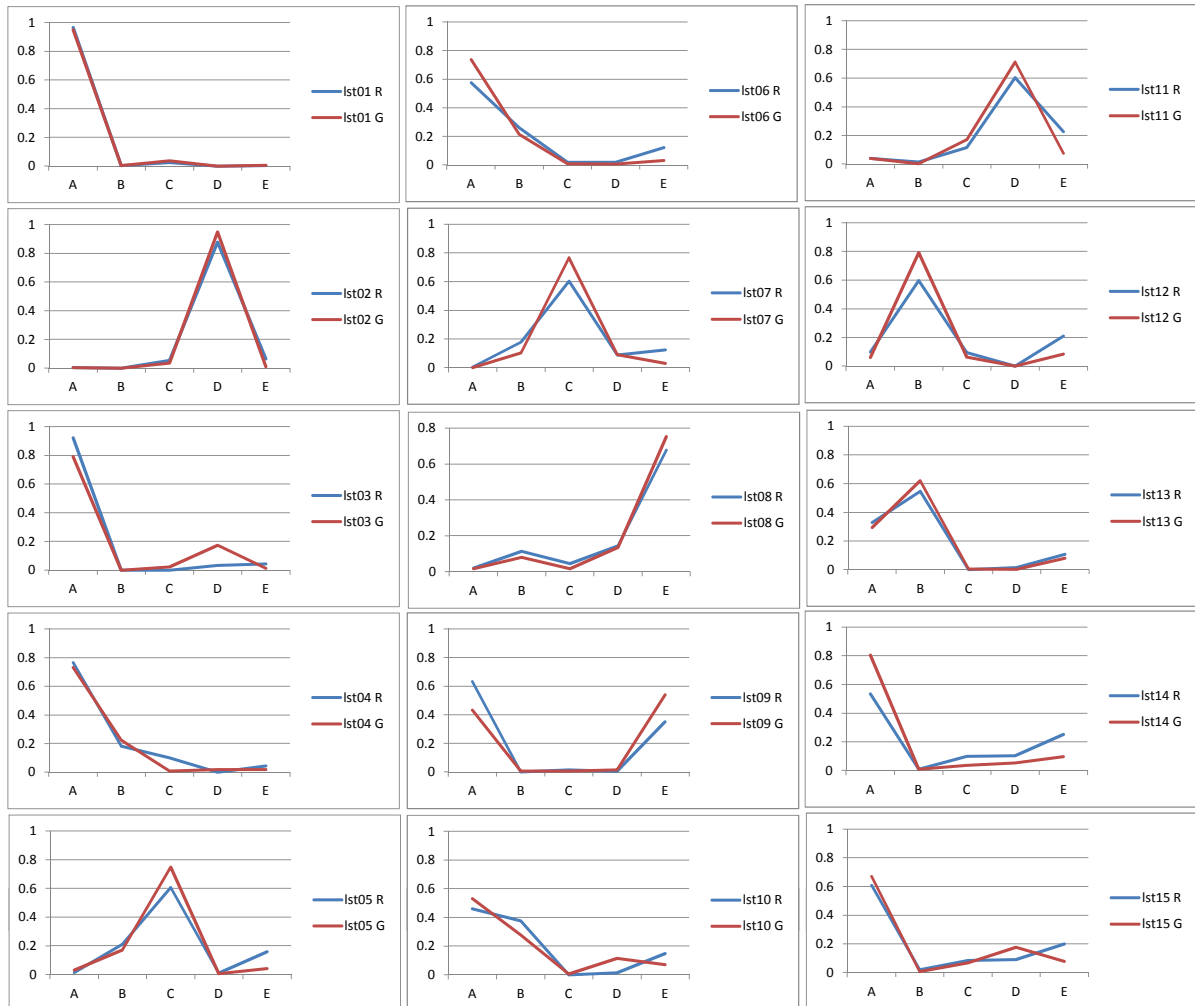 1
0.8
0.6
0.4
0.2
0
A B C D E
lst01 R
lst01 G
1
0.8
0.6
0.4
0.2
0
A B C D E
lst06 R
lst06 G
1
0.8
0.6
0.4
0.2
0
A B C D E
lst11 R
lst11 G
1
0.8
0.6
0.4
0.2
0
A B C D E
lst02 R
lst02 G
1
0.8
0.6
0.4
0.2
0
A B C D E
lst07 R
lst07 G
1
0.8
0.6
0.4
0.2
0
A B C D E
lst12 R
lst12 G
1
0.8
0.6
0.4
0.2
0
A B C D E
lst03 R
lst03 G
0.8
0.6
0.4
0.2
0
A B C D E
lst08 R
lst08 G
1
0.8
0.6
0.4
0.2
0
A B C D E
lst13 R
lst13 G
1
0.8
0.6
0.4
0.2
0
A B C D E
lst04 R
lst04 G
1
0.8
0.6
0.4
0.2
0
A B C D E
lst09 R
lst09 G
1
0.8
0.6
0.4
0.2
0
A B C D E
lst14 R
lst14 G
1
0.8
0.6
0.4
0.2
0
A B C D E
lst05 R
lst05 G
1
0.8
0.6
0.4
0.2
0
A B C D E
lst10 R
lst10 G
1
0.8
0.6
0.4
0.2
0
A B C D E
lst15 R
lst15 G